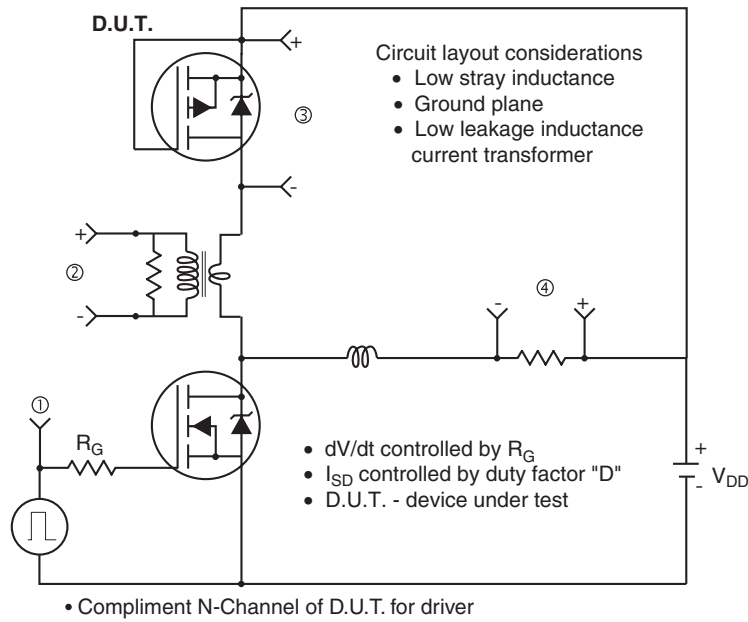 D.U.T.
+
③
-
Circuit layout considerations
• Low stray inductance
• Ground plane
• Low leakage inductance
current transformer
+
②
-
-
④
+
①
R_G
• dV/dt controlled by R_G
• I_SD controlled by duty factor "D"
• D.U.T. - device under test
+
V_DD
-
• Compliment N-Channel of D.U.T. for driver